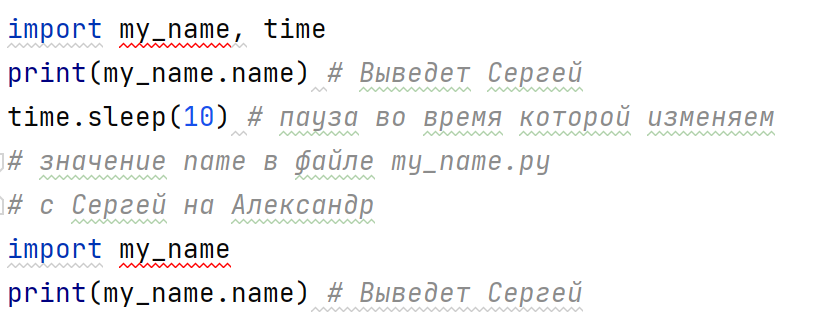 import my_name, time
print(my_name.name) # Выведет Сергей
time.sleep(10) # пауза во время которой изменяем
# значение name в файле my_name.py
# с Сергей на Александр
import my_name
print(my_name.name) # Выведет Сергей